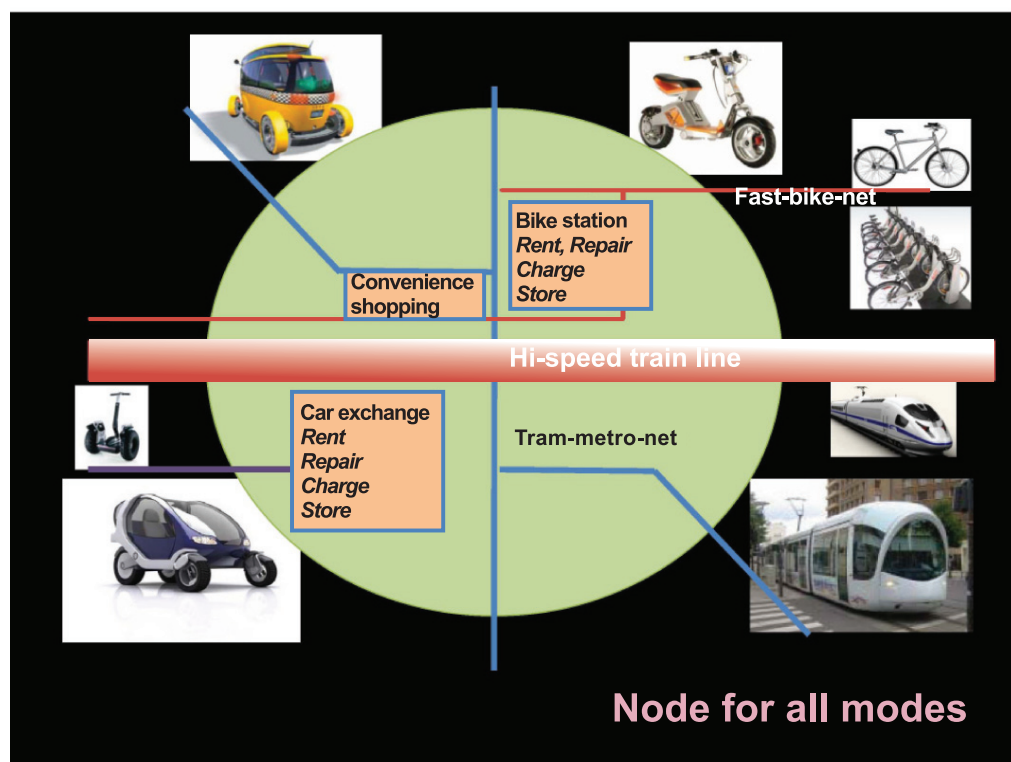 Fast-bike-net
Bike station
Rent, Repair
Charge
Store
Convenience
shopping
Hi-speed train line
Car exchange
Rent
Repair
Charge
Store
Tram-metro-net
Node for all modes